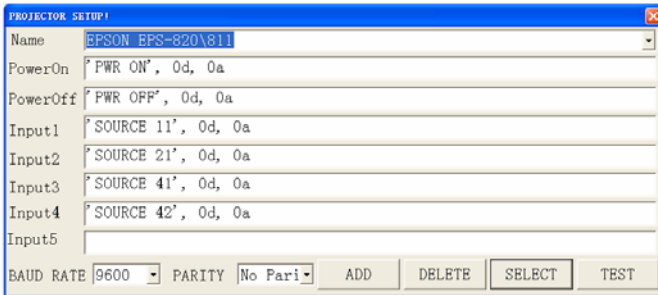 PROJECTOR SETUP!
Name EPSON EPS-820\811
PowerOn 'PWR ON', 0d, 0a
PowerOff 'PWR OFF', 0d, 0a
Input1 'SOURCE 11', 0d, 0a
Input2 'SOURCE 21', 0d, 0a
Input3 'SOURCE 41', 0d, 0a
Input4 'SOURCE 42', 0d, 0a
Input5
BAUD RATE 9600 PARITY No Pari ADD DELETE SELECT TEST